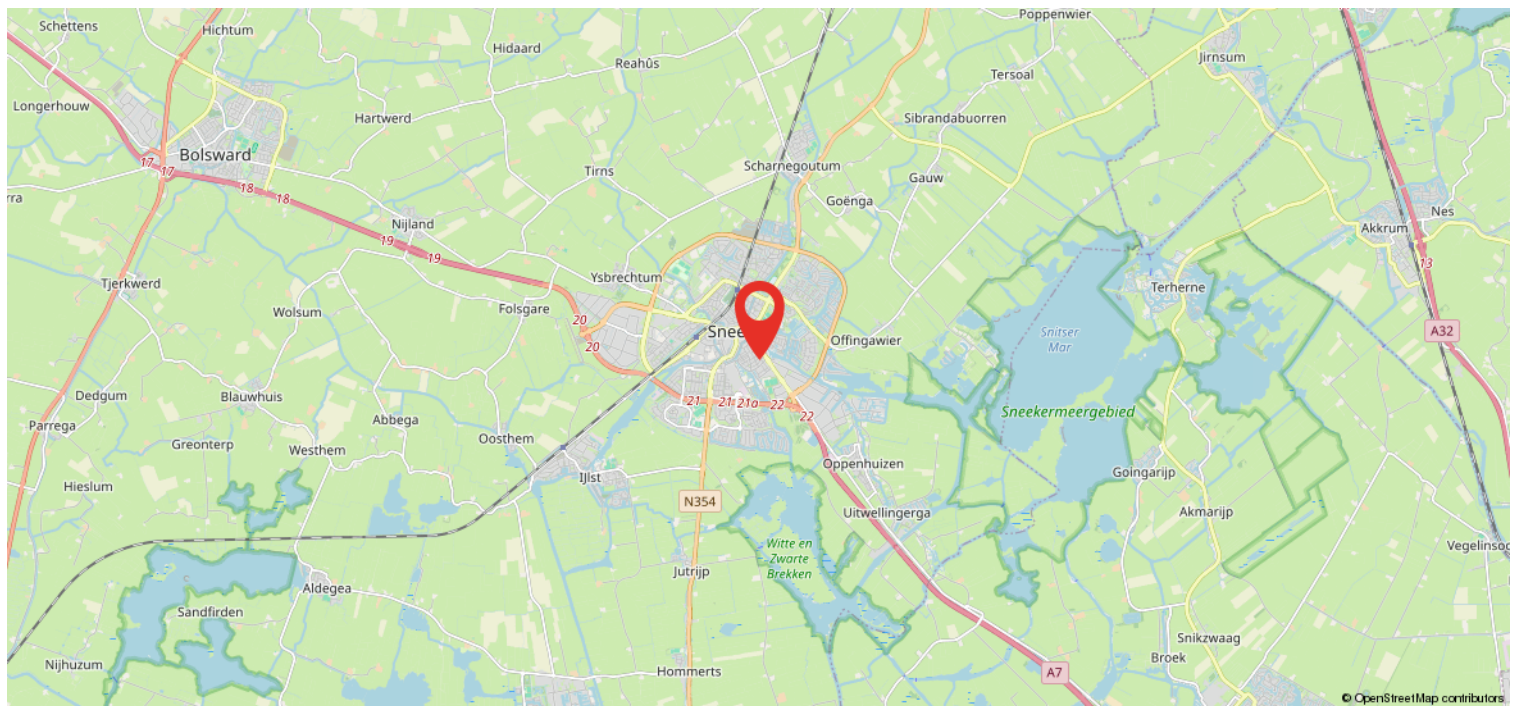 Schettens
Hichtum
Poppenwier
Hidaard
Jirnsum
Reahûs
Tersoal
Longerhouw
Hartwerd
Sibrandabuorren
17
Bolsward
17
Scharnegoutum
Tirns
Gauw
18
rra
18
Goënga
Nes
Nijland
Akkrum
19
19
13
Ysbrechtum
Tjerkwerd
Terherne
Folsgare
Wolsum
20
Snitser
Mar
A32
Snee
Offingawier
20
Dedgum
Blauwhuis
21
21
21a
22
22
Sneekermeergebied
Abbega
Parrega
Oosthem
Greonterp
Westhem
Oppenhuizen
Goingarijp
IJlst
Hieslum
N354
Uitwellingerga
Akmarijp
Witte en
Zwarte
Brekken
Vegelinsoo
Jutrijp
Aldegea
Sandfirden
Snikzwaag
Broek
Nijhuzum
Hommerts
A7
© OpenStreetMap contributors